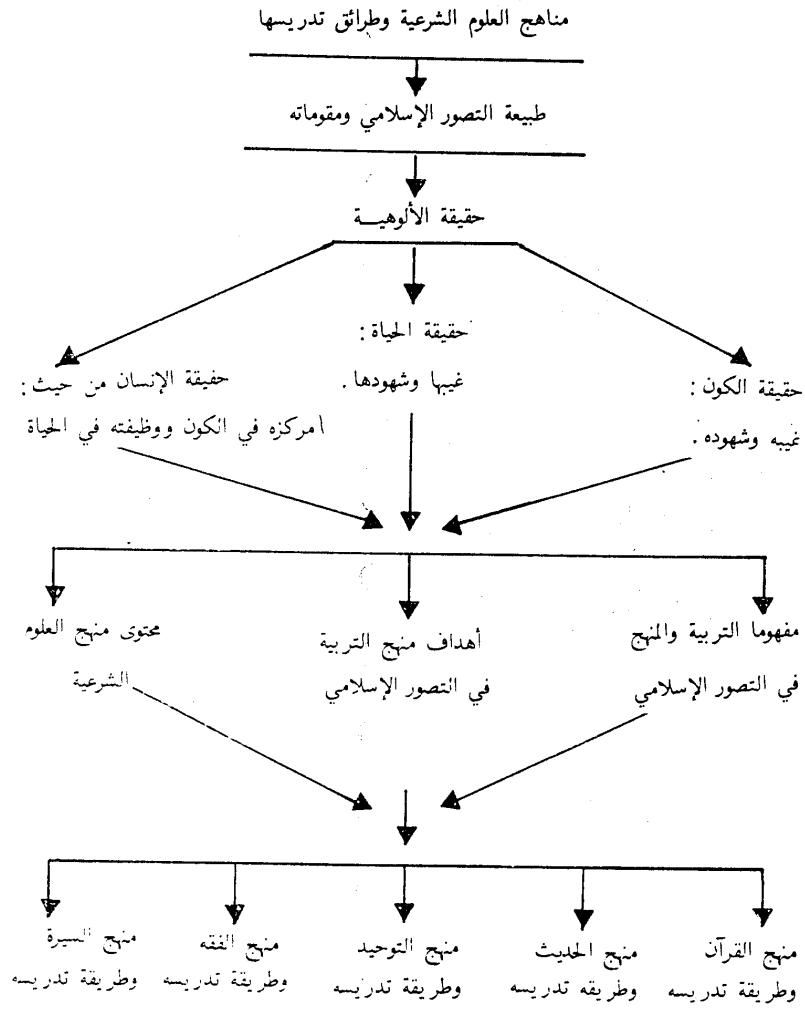 مناهج العلوم الشرعية وطرائق تدريسها
طبيعة التصور الإسلامي ومقوماته
حقيقة الألوهيـــة
حقيقة الكون :
غيبه وشهوده .
حقيقة الحياة :
غيبها وشهودها .
حقيقة الإنسان من حيث :
أمركزه في الكون ووظيفته في الحياة
مفهوما التربية والمنهج
في التصور الإسلامي
أهداف منهج التربية
في التصور الإسلامي
محتوى منهج العلوم
الشرعية
منهج القرآن
وطريقة تدريسه
منهج الحديث
وطريقه تدريسه
منهج التوحيد
وطريقة تدريسه
منهج الفقه
وطريقة تدريسه
منهج السيرة
وطريقة تدريسه